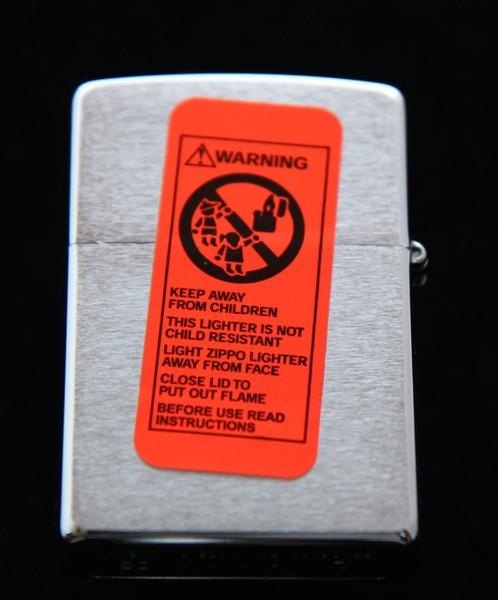 WARNING
KEEP AWAY
FROM CHILDREN
THIS LIGHTER IS NOT
CHILD RESISTANT
LIGHT ZIPPO LIGHTER
AWAY FROM FACE
CLOSE LID TO
PUT OUT FLAME
BEFORE USE READ
INSTRUCTIONS